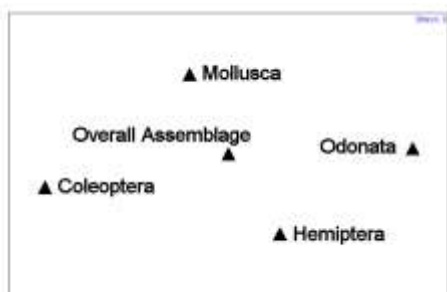 Mollusca
Overall Assemblage
Odonata
Coleoptera
Hemiptera